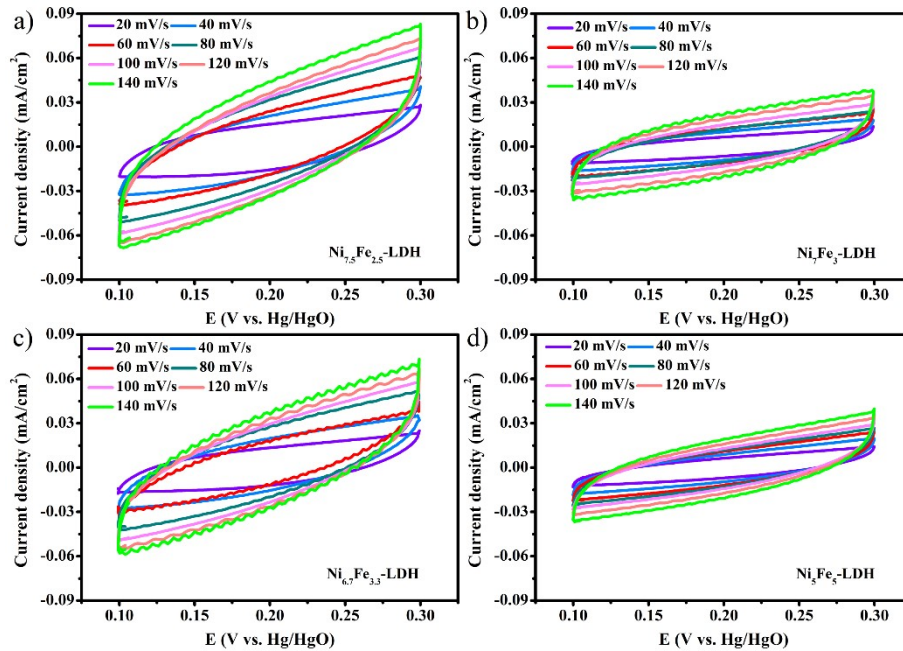 a)
0.09
0.06
0.03
0.00
-0.03
-0.06
-0.09
Current density (mA/cm²)
20 mV/s 40 mV/s
60 mV/s 80 mV/s
100 mV/s 120 mV/s
140 mV/s
Ni₇.₅Fe₂.₅-LDH
0.10 0.15 0.20 0.25 0.30
E (V vs. Hg/HgO)
b)
0.09
0.06
0.03
0.00
-0.03
-0.06
-0.09
Current density (mA/cm²)
20 mV/s 40 mV/s
60 mV/s 80 mV/s
100 mV/s 120 mV/s
140 mV/s
Ni₇Fe₃-LDH
0.10 0.15 0.20 0.25 0.30
E (V vs. Hg/HgO)
c)
0.09
0.06
0.03
0.00
-0.03
-0.06
-0.09
Current density (mA/cm²)
20 mV/s 40 mV/s
60 mV/s 80 mV/s
100 mV/s 120 mV/s
140 mV/s
Ni₆.₇Fe₃.₃-LDH
0.10 0.15 0.20 0.25 0.30
E (V vs. Hg/HgO)
d)
0.09
0.06
0.03
0.00
-0.03
-0.06
-0.09
Current density (mA/cm²)
20 mV/s 40 mV/s
60 mV/s 80 mV/s
100 mV/s 120 mV/s
140 mV/s
Ni₅Fe₅-LDH
0.10 0.15 0.20 0.25 0.30
E (V vs. Hg/HgO)